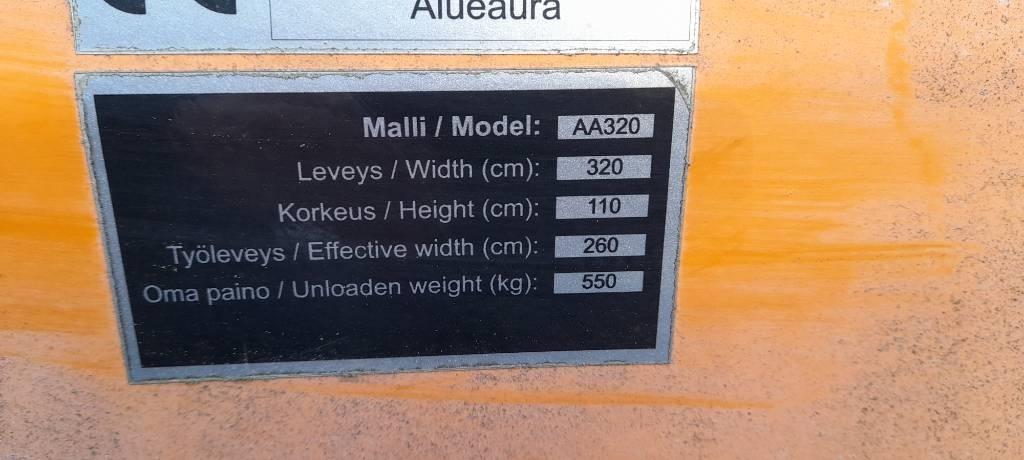 Alueaura
Malli / Model: AA320
Leveys / Width (cm): 320
Korkeus / Height (cm): 110
Työleveys / Effective width (cm): 260
Oma paino / Unloaden weight (kg): 550